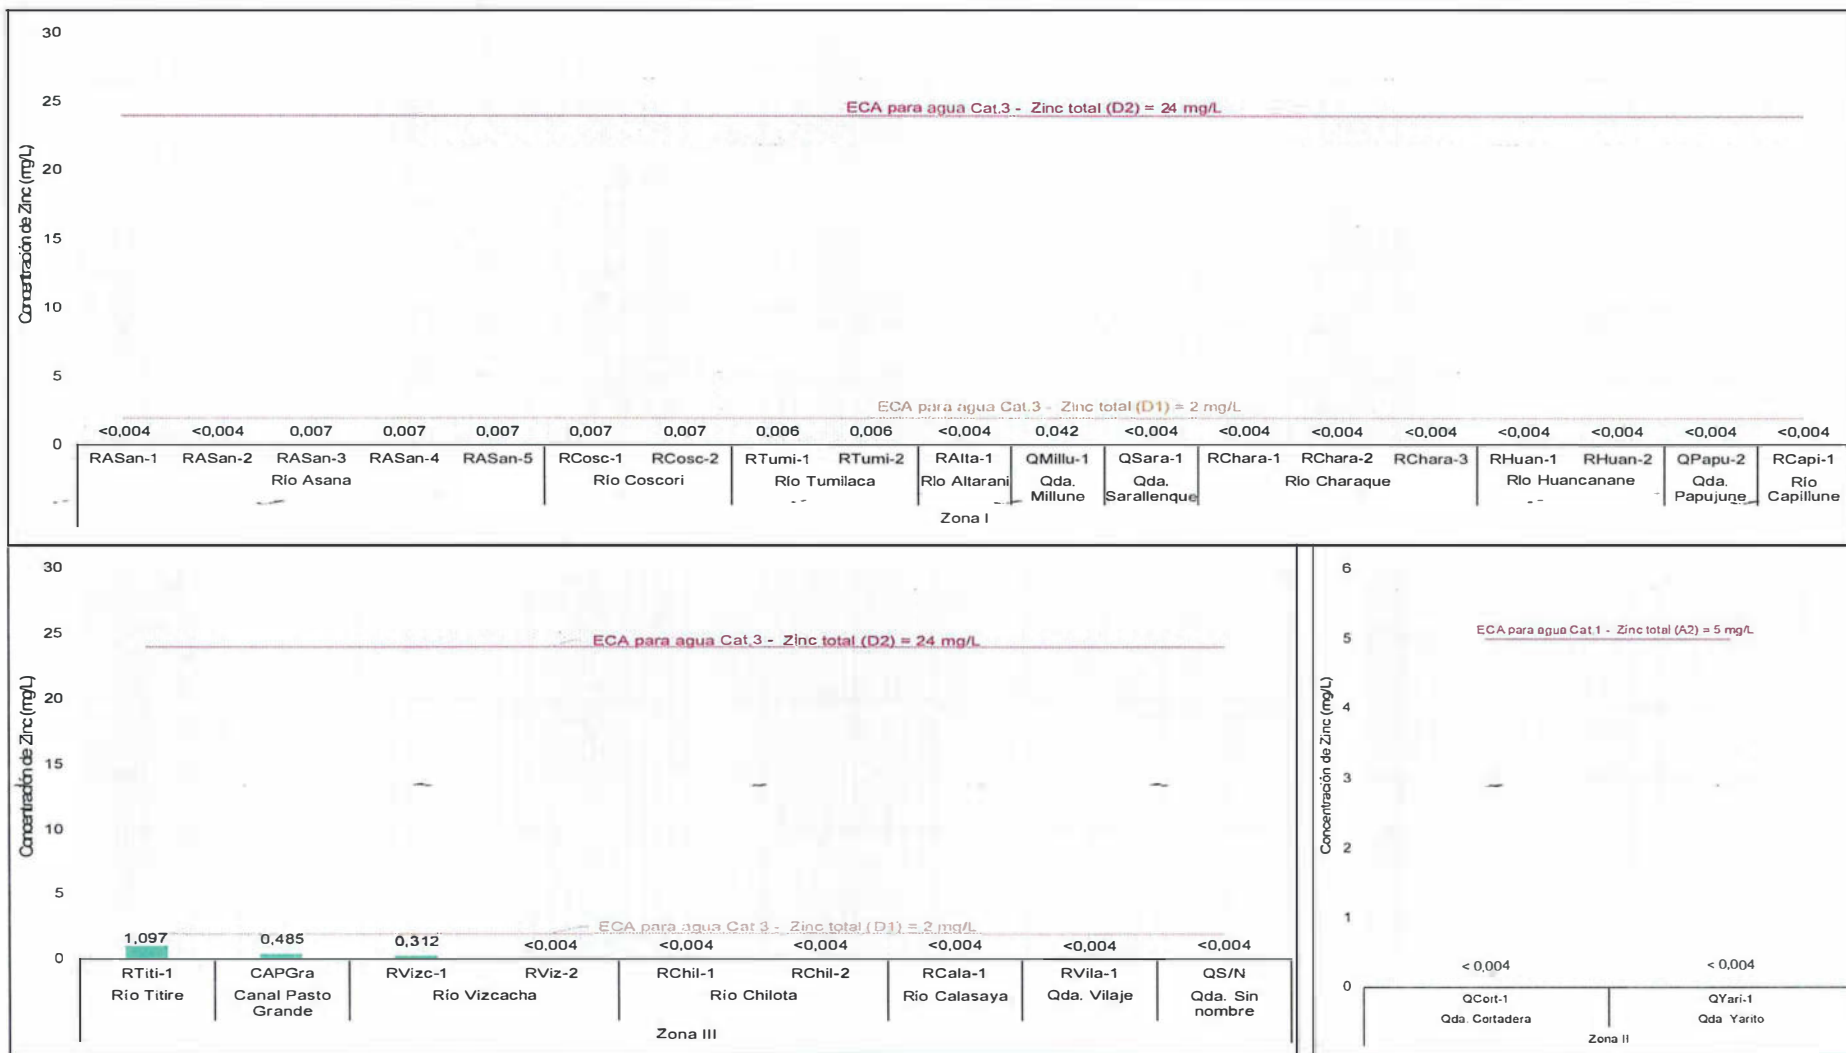 30
25
20
15
10
5
0
Concentración de Zinc (mg/L)
ECA para agua Cat.3 - Zinc total (D2) = 24 mg/L
ECA para agua Cat.3 - Zinc total (D1) = 2 mg/L
<0,004 <0,004 0,007 0,007 0,007 0,007 0,007 0,006 0,006 <0,004 0,042 <0,004 <0,004 <0,004 <0,004 <0,004 <0,004 <0,004 <0,004
RASan-1 RASan-2 RASan-3 RASan-4 RASan-5 RCosc-1 RCosc-2 RTumi-1 RTumi-2 RAlta-1 QMillu-1 QSara-1 RChara-1 RChara-2 RChara-3 RHuan-1 RHuan-2 QPapu-2 RCapi-1
Río Asana Río Coscori Río Tumilaca Río Altarani Qda. Millune Qda. Sarallenque Río Charaque Río Huancanane Qda. Papujune Río Capillune
Zona I
30
25
20
15
10
5
0
Concentración de Zinc (mg/L)
ECA para agua Cat.3 - Zinc total (D2) = 24 mg/L
ECA para agua Cat 3 - Zinc total (D1) = 2 mg/L
1,097 0,485 0,312 <0,004 <0,004 <0,004 <0,004 <0,004 <0,004
RTiti-1 CAPGra RVizc-1 RViz-2 RChil-1 RChil-2 RCala-1 RVila-1 QS/N
Río Titire Canal Pasto Grande Río Vizcacha Río Chilota Río Calasaya Qda. Vilaje Qda. Sin nombre
Zona III
6
5
4
3
2
1
0
Concentración de Zinc (mg/L)
ECA para agua Cat.1 - Zinc total (A2) = 5 mg/L
< 0,004 < 0,004
QCort-1 QYari-1
Qda. Cortadera Qda Yarito
Zona II